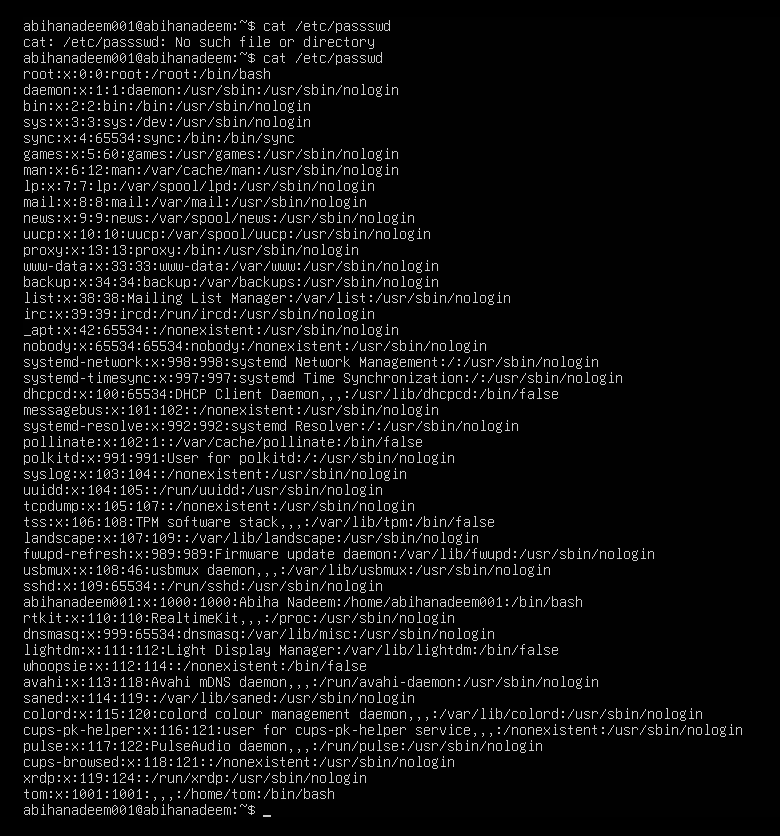 abihanadeem001@abihanadeem:~$ cat /etc/passswd
cat: /etc/passswd: No such file or directory
abihanadeem001@abihanadeem:~$ cat /etc/passwd
root:x:0:0:root:/root:/bin/bash
daemon:x:1:1:daemon:/usr/sbin:/usr/sbin/nologin
bin:x:2:2:bin:/bin:/usr/sbin/nologin
sys:x:3:3:sys:/dev:/usr/sbin/nologin
sync:x:4:65534:sync:/bin:/bin/sync
games:x:5:60:games:/usr/games:/usr/sbin/nologin
man:x:6:12:man:/var/cache/man:/usr/sbin/nologin
lp:x:7:7:lp:/var/spool/lpd:/usr/sbin/nologin
mail:x:8:8:mail:/var/mail:/usr/sbin/nologin
news:x:9:9:news:/var/spool/news:/usr/sbin/nologin
uucp:x:10:10:uucp:/var/spool/uucp:/usr/sbin/nologin
proxy:x:13:13:proxy:/bin:/usr/sbin/nologin
www-data:x:33:33:www-data:/var/www:/usr/sbin/nologin
backup:x:34:34:backup:/var/backups:/usr/sbin/nologin
list:x:38:38:Mailing List Manager:/var/list:/usr/sbin/nologin
irc:x:39:39:ircd:/run/ircd:/usr/sbin/nologin
_apt:x:42:65534::/nonexistent:/usr/sbin/nologin
nobody:x:65534:65534:nobody:/nonexistent:/usr/sbin/nologin
systemd-network:x:998:998:systemd Network Management:/:/usr/sbin/nologin
systemd-timesync:x:997:997:systemd Time Synchronization:/:/usr/sbin/nologin
dhcpcd:x:100:65534:DHCP Client Daemon,,,:/usr/lib/dhcpcd:/bin/false
messagebus:x:101:102::/nonexistent:/usr/sbin/nologin
systemd-resolve:x:992:992:systemd Resolver:/:/usr/sbin/nologin
pollinate:x:102:1::/var/cache/pollinate:/bin/false
polkitd:x:991:991:User for polkitd:/:/usr/sbin/nologin
syslog:x:103:104::/nonexistent:/usr/sbin/nologin
uuidd:x:104:105::/run/uuidd:/usr/sbin/nologin
tcpdump:x:105:107::/nonexistent:/usr/sbin/nologin
tss:x:106:108:TPM software stack,,,:/var/lib/tpm:/bin/false
landscape:x:107:109::/var/lib/landscape:/usr/sbin/nologin
fwupd-refresh:x:989:989:Firmware update daemon:/var/lib/fwupd:/usr/sbin/nologin
usbmux:x:108:46:usbmux daemon,,,:/var/lib/usbmux:/usr/sbin/nologin
sshd:x:109:65534::/run/sshd:/usr/sbin/nologin
abihanadeem001:x:1000:1000:Abiha Nadeem:/home/abihanadeem001:/bin/bash
rtkit:x:110:110:RealtimeKit,,,:/proc:/usr/sbin/nologin
dnsmasq:x:999:65534:dnsmasq:/var/lib/misc:/usr/sbin/nologin
lightdm:x:111:112:Light Display Manager:/var/lib/lightdm:/bin/false
whoopsie:x:112:114::/nonexistent:/bin/false
avahi:x:113:118:Avahi mDNS daemon,,,:/run/avahi-daemon:/usr/sbin/nologin
saned:x:114:119::/var/lib/saned:/usr/sbin/nologin
colord:x:115:120:colord colour management daemon,,,:/var/lib/colord:/usr/sbin/nologin
cups-pk-helper:x:116:121:user for cups-pk-helper service,,,:/nonexistent:/usr/sbin/nologin
pulse:x:117:122:PulseAudio daemon,,,:/run/pulse:/usr/sbin/nologin
cups-browsed:x:118:121::/nonexistent:/usr/sbin/nologin
xrdp:x:119:124::/run/xrdp:/usr/sbin/nologin
tom:x:1001:1001:,,,:/home/tom:/bin/bash
abihanadeem001@abihanadeem:~$ _